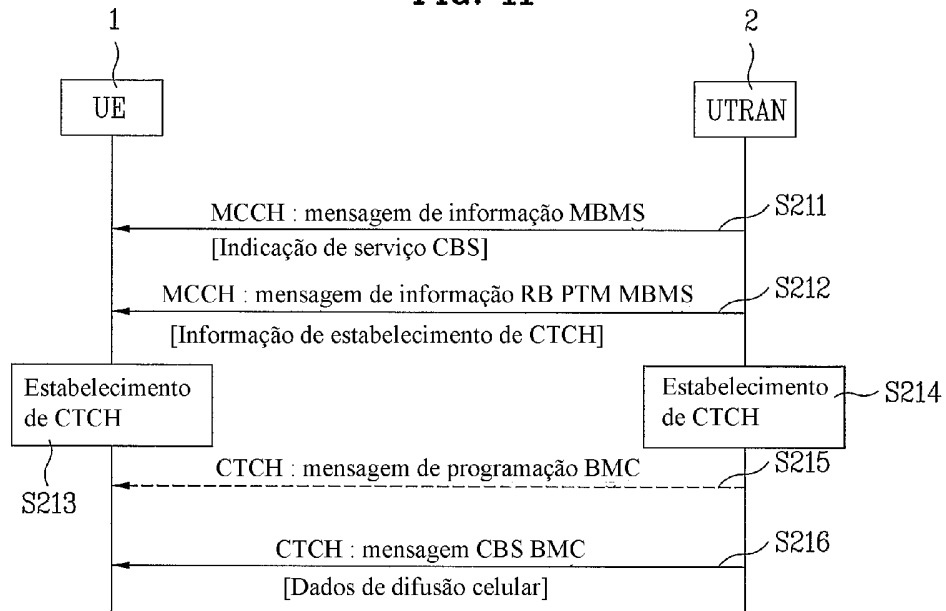 FIG. 11
1
2
UE
UTRAN
MCCH : mensagem de informação MBMS
S211
[Indicação de serviço CBS]
MCCH : mensagem de informação RB PTM MBMS
S212
[Informação de estabelecimento de CTCH]
Estabelecimento
de CTCH
Estabelecimento
de CTCH
S214
CTCH : mensagem de programação BMC
S215
S213
CTCH : mensagem CBS BMC
S216
[Dados de difusão celular]